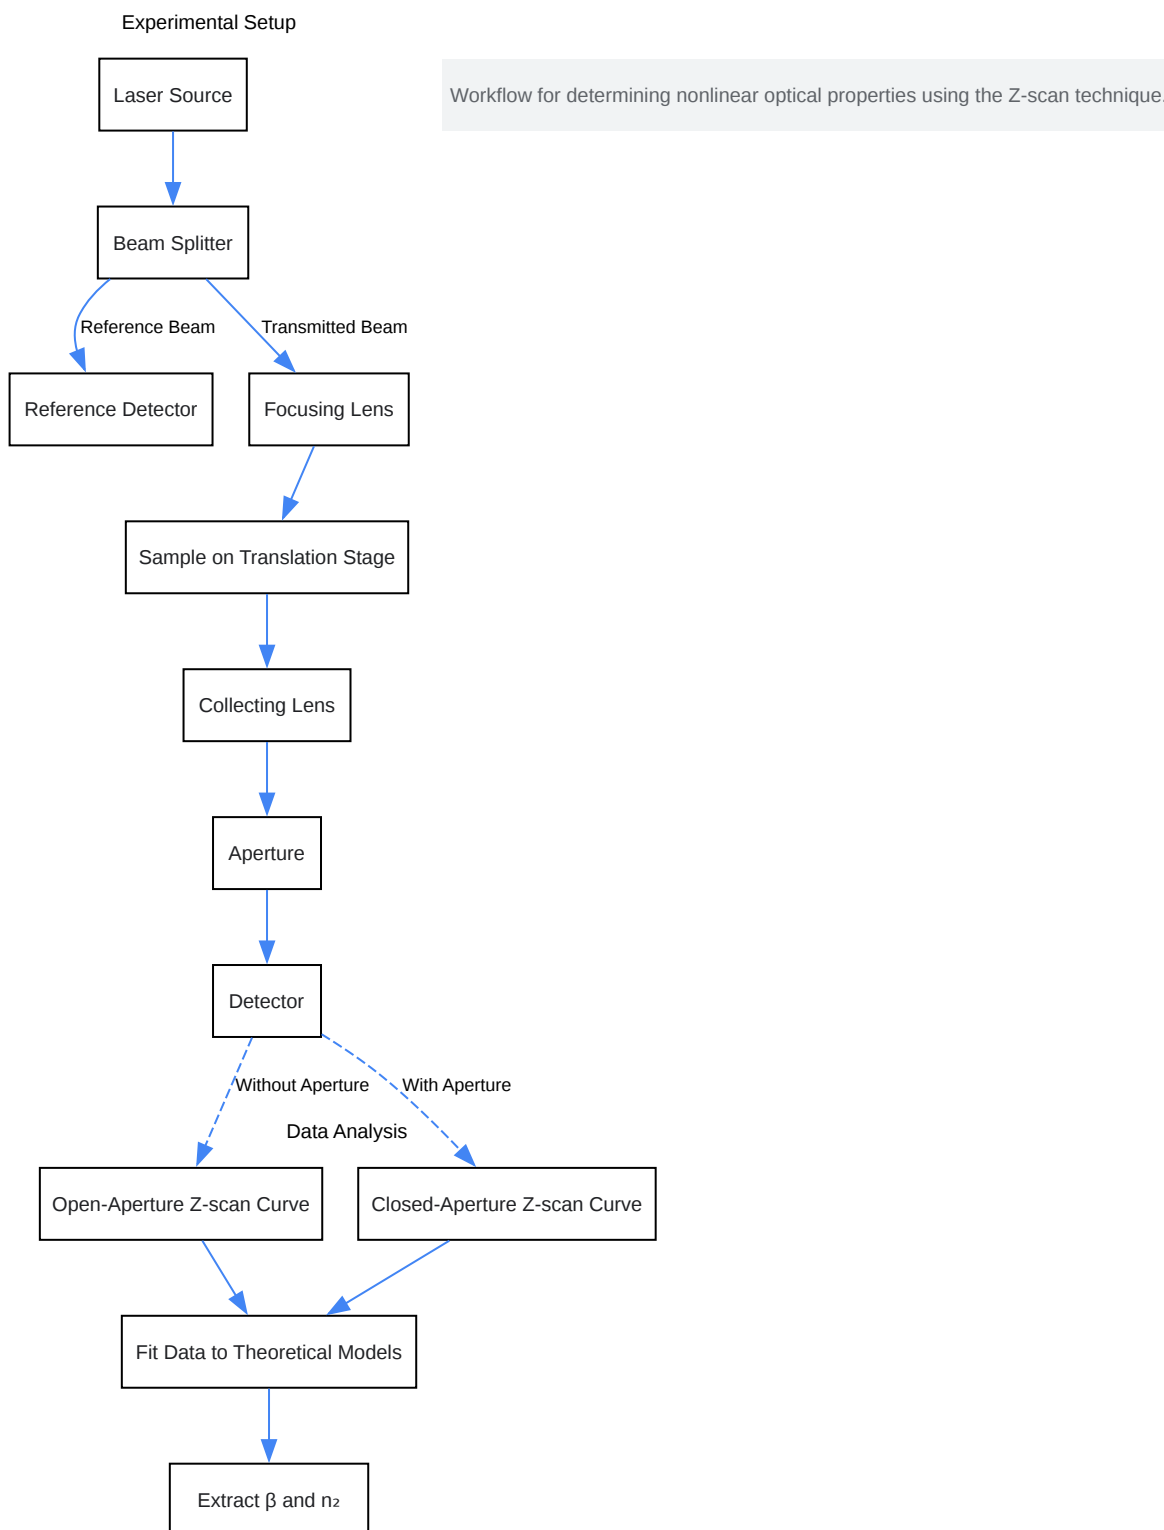 Experimental Setup
Laser Source
Workflow for determining nonlinear optical properties using the Z-scan technique.
Beam Splitter
Reference Beam
Transmitted Beam
Reference Detector
Focusing Lens
Sample on Translation Stage
Collecting Lens
Aperture
Detector
Without Aperture
With Aperture
Data Analysis
Open-Aperture Z-scan Curve
Closed-Aperture Z-scan Curve
Fit Data to Theoretical Models
Extract β and n₂